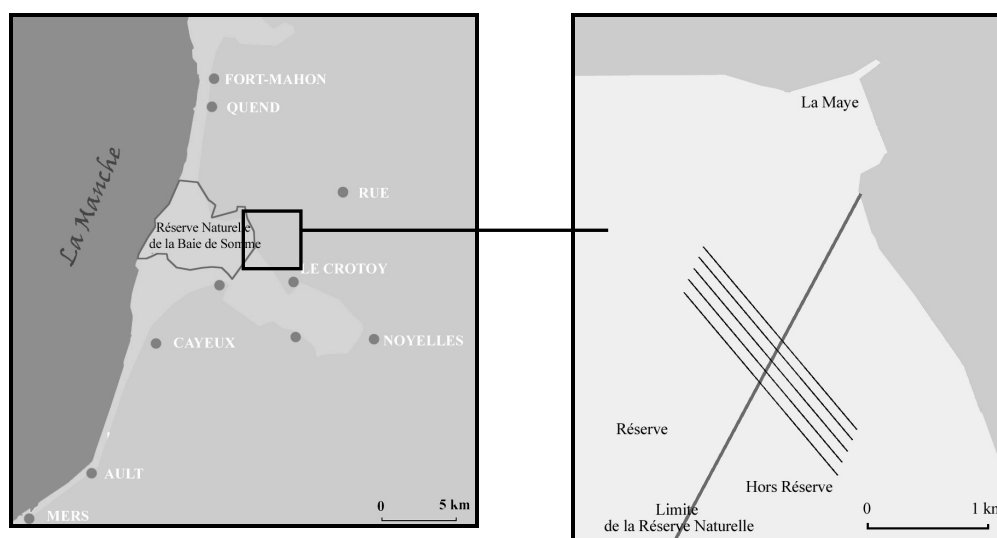 FORT-MAHON
QUEND
La Manche
RUE
Réserve Naturelle
de la Baie de Somme
LE CROTOY
CAYEUX
NOYELLES
AULT
MERS
0 5 km
La Maye
Réserve
Hors Réserve
Limite
de la Réserve Naturelle
0 1 km